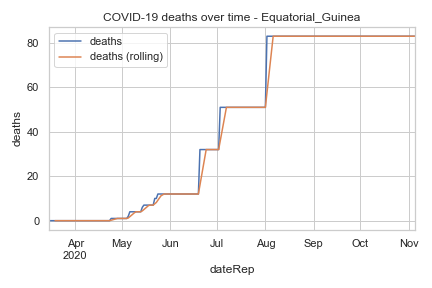 COVID-19 deaths over time - Equatorial_Guinea
deaths
deaths (rolling)
80
60
40
20
0
deaths
Apr May Jun Jul Aug Sep Oct Nov
2020
dateRep